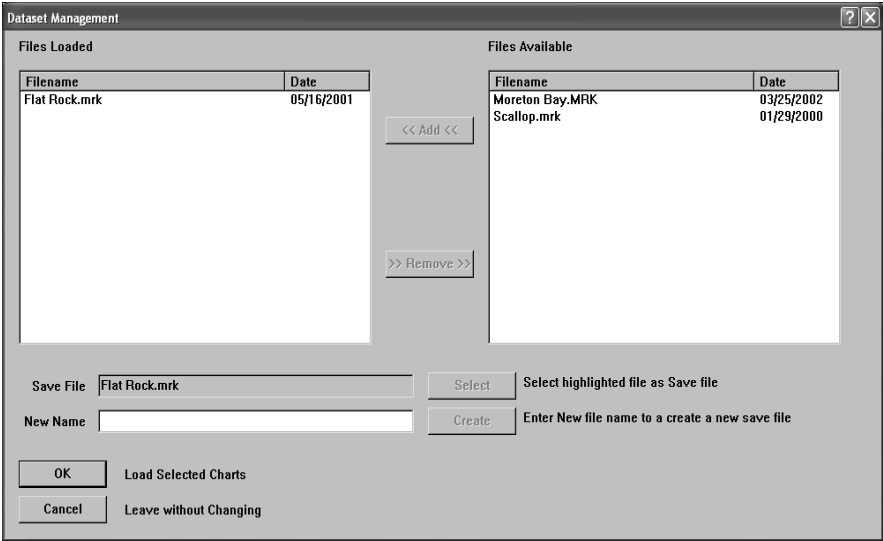 Dataset Management
Files Loaded
Files Available
Filename Date
Flat Rock.mrk 05/16/2001
<< Add <<
>> Remove >>
Filename Date
Moreton Bay.MRK 03/25/2002
Scallop.mrk 01/29/2000
Save File Flat Rock.mrk Select Select highlighted file as Save file
New Name Create Enter New file name to a create a new save file
OK Load Selected Charts
Cancel Leave without Changing